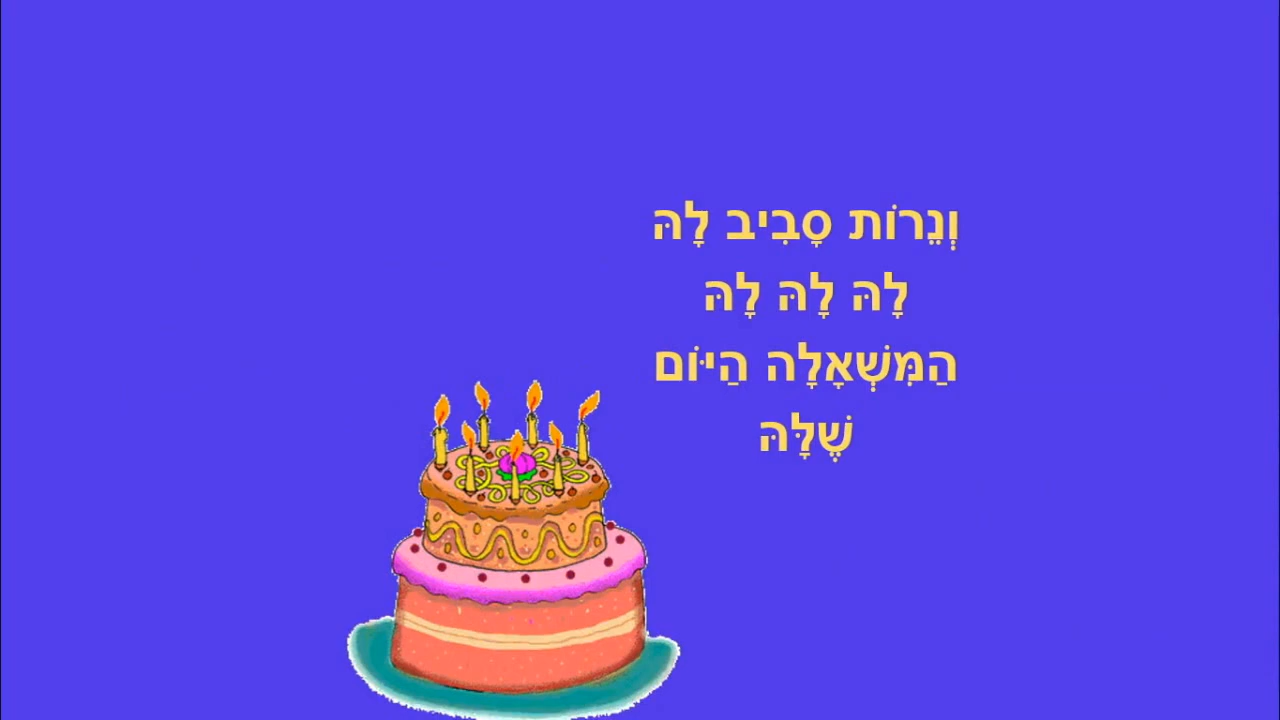 וְנֵרוֹת סָבִיב לָהּ
לָהּ לָהּ לָהּ
הַמִּשְׁאָלָה הַיּוֹם
שֶׁלָּהּ